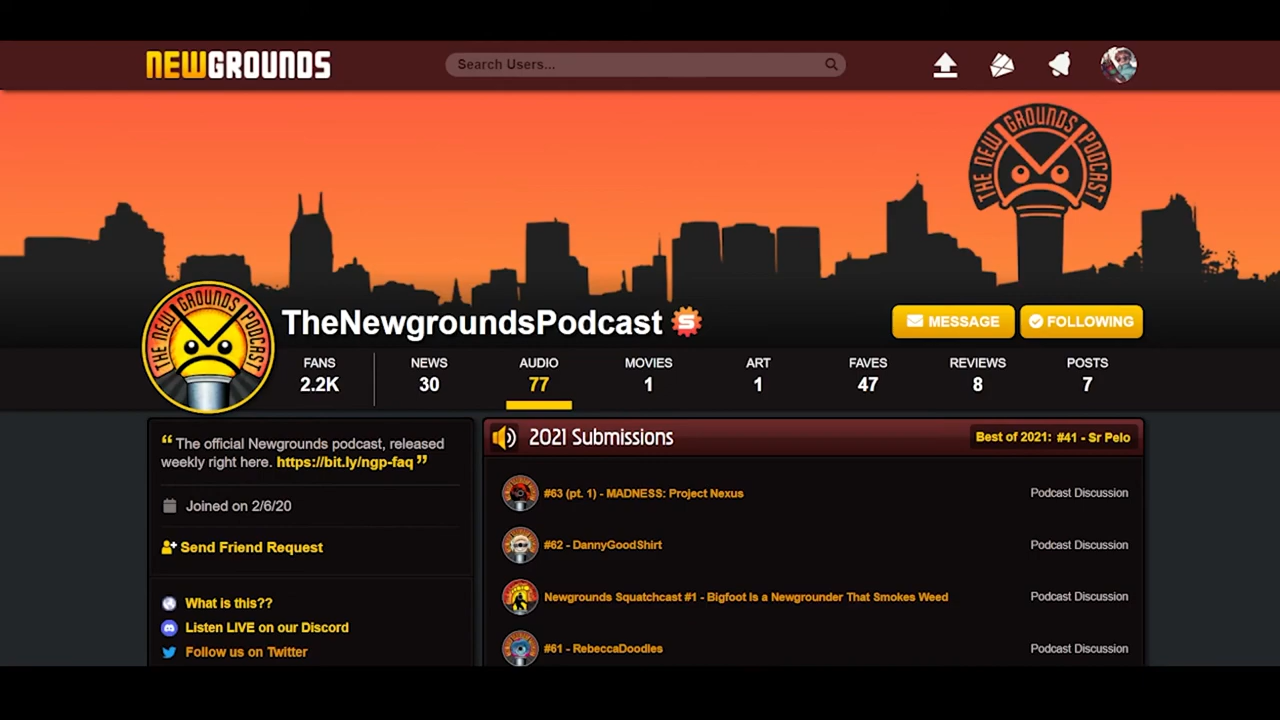 NEWGROUNDS
Search Users...
THE NEW GROUNDS PODCAST
THE NEW GROUNDS PODCAST
TheNewgroundsPodcast
MESSAGE
FOLLOWING
FANS NEWS AUDIO MOVIES ART FAVES REVIEWS POSTS
2.2K 30 77 1 1 47 8 7
“ The official Newgrounds podcast, released
weekly right here. https://bit.ly/ngp-faq ”
Joined on 2/6/20
Send Friend Request
What is this??
Listen LIVE on our Discord
Follow us on Twitter
2021 Submissions
Best of 2021: #41 - Sr Pelo
#63 (pt. 1) - MADNESS: Project Nexus Podcast Discussion
#62 - DannyGoodShirt Podcast Discussion
Newgrounds Squatchcast #1 - Bigfoot Is a Newgrounder That Smokes Weed Podcast Discussion
#61 - RebeccaDoodles Podcast Discussion